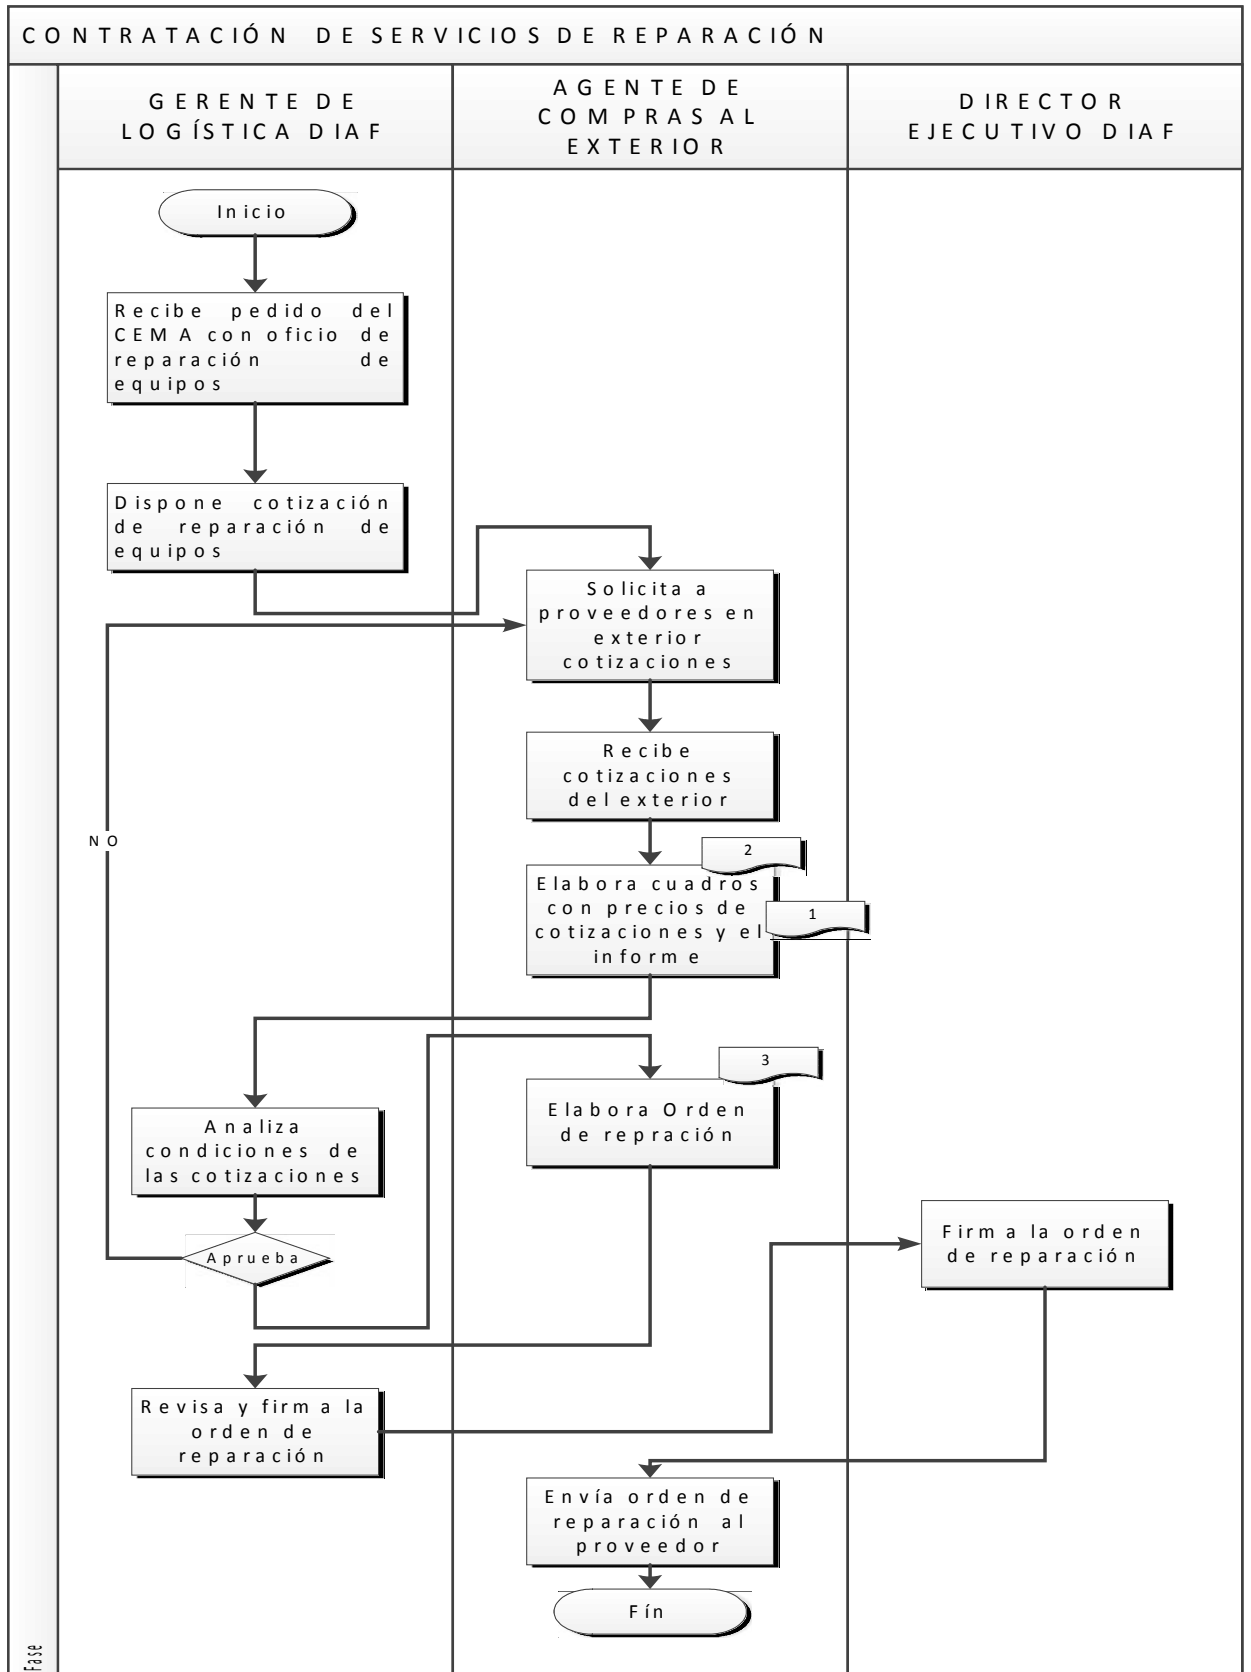 CONTRATACIÓN DE SERVICIOS DE REPARACIÓN
GERENTE DE
LOGÍSTICA DIAF
AGENTE DE
COMPRAS AL
EXTERIOR
DIRECTOR
EJECUTIVO DIAF
Inicio
Recibe pedido del
CEMA con oficio de
reparación de
equipos
Dispone cotización
de reparación de
equipos
Solicita a
proveedores en
exterior
cotizaciones
Recibe
cotizaciones
del exterior
NO
2
Elabora cuadros
con precios de
cotizaciones y el
informe
1
3
Elabora Orden
de repración
Analiza
condiciones de
las cotizaciones
Aprueba
Firma la orden
de reparación
Revisa y firma la
orden de
reparación
Envía orden de
reparación al
proveedor
Fín
Fase